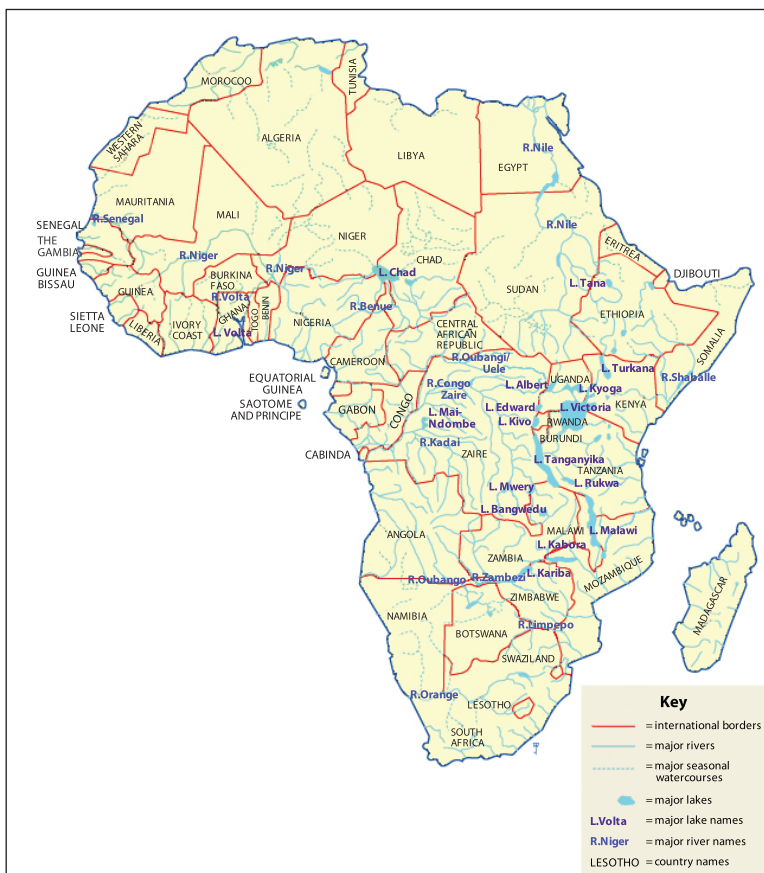 MOROCOO
TUNISIA
ALGERIA
LIBYA
EGYPT
R.Nile
WESTERN
SAHARA
MAURITANIA
MALI
NIGER
CHAD
SUDAN
R.Nile
ERITREA
DJIBOUTI
SENEGAL
R.Senegal
THE
GAMBIA
GUINEA
BISSAU
GUINEA
SIETTA
LEONE
LIBERIA
IVORY
COAST
R.Niger
BURKINA
FASO
R.Volta
GHANA
L.Volta
TOGO
BENIN
R.Niger
NIGERIA
L.Chad
R.Benue
L.Tana
ETHIOPIA
SOMALIA
CENTRAL
AFRICAN
REPUBLIC
CAMEROON
R.Oubangi/
Uele
EQUATORIAL
GUINEA
SAOTOME
AND PRINCIPE
GABON
CONGO
R.Congo
Zaire
L.Albert
UGANDA
L.Kyoga
L.Turkana
R.Shaballe
KENYA
L.Mai-
Ndombe
L.Edward
L.Victoria
L.Kivo
RWANDA
BURUNDI
R.Kadai
ZAIRE
CABINDA
L.Tanganyika
TANZANIA
L.Rukwa
L.Mwery
L.Bangwedu
ANGOLA
MALAWI
L.Malawi
L.Kabora
ZAMBIA
L.Kariba
MOZAMBIQUE
R.Oubango
R.Zambezi
ZIMBABWE
NAMIBIA
BOTSWANA
R.Limpepo
SWAZILAND
MADAGASCAR
R.Orange
LESOTHO
SOUTH
AFRICA
Key
= international borders
= major rivers
= major seasonal
watercourses
= major lakes
L.Volta = major lake names
R.Niger = major river names
LESOTHO = country names